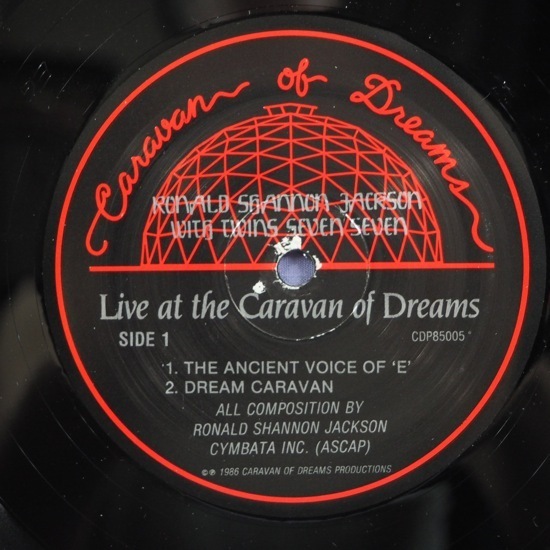 Caravan of Dreams
RONALD SHANNON JACKSON
WITH TWINS SEVEN SEVEN
Live at the Caravan of Dreams
SIDE 1
CDP85005
1. THE ANCIENT VOICE OF 'E'
2. DREAM CARAVAN
ALL COMPOSITION BY
RONALD SHANNON JACKSON
CYMBATA INC. (ASCAP)
©℗ 1986 CARAVAN OF DREAMS PRODUCTIONS